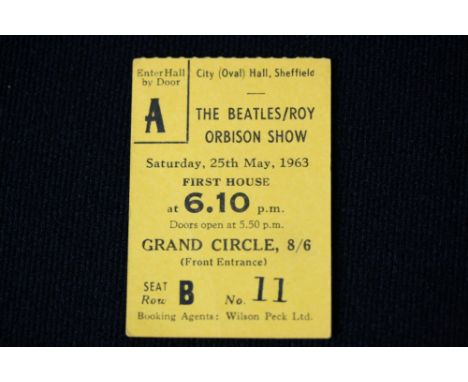 Enter Hall
by Door
A
City (Oval) Hall, Sheffield
THE BEATLES/ROY
ORBISON SHOW
Saturday, 25th May, 1963
FIRST HOUSE
at 6.10 p.m.
Doors open at 5.50 p.m.
GRAND CIRCLE, 8/6
(Front Entrance)
SEAT
Row B No. 11
Booking Agents: Wilson Peck Ltd.